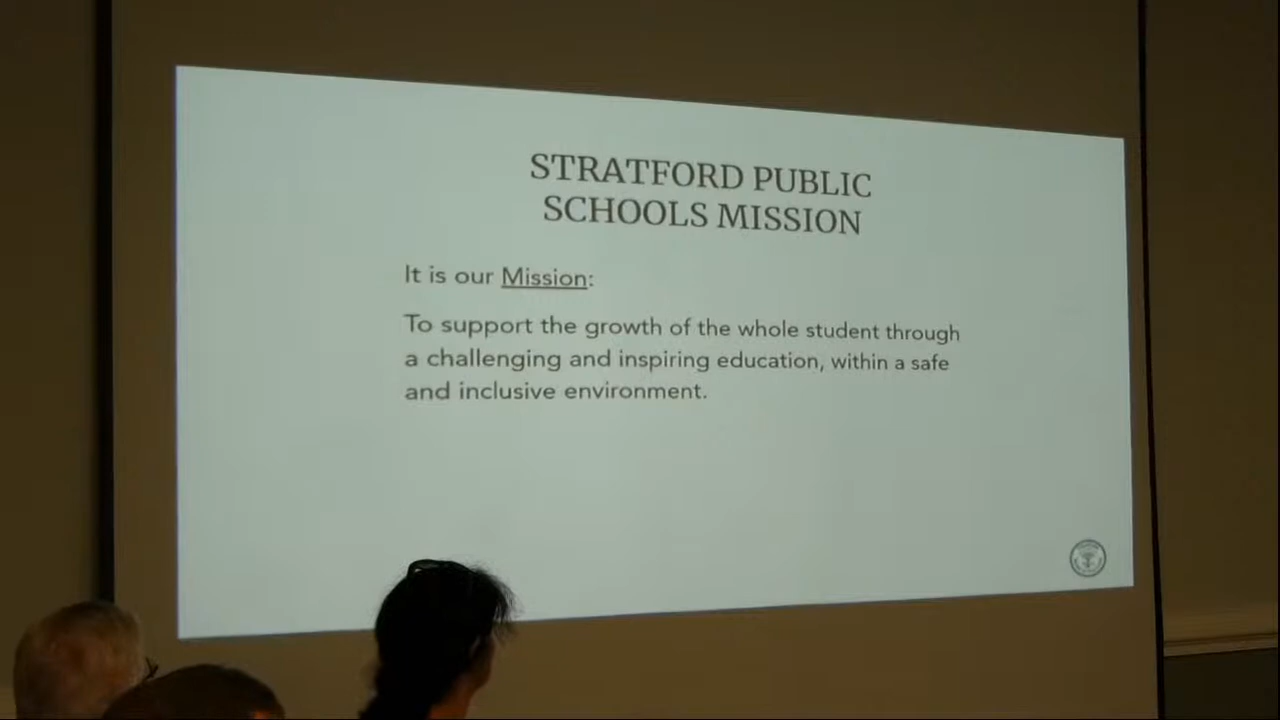 STRATFORD PUBLIC
SCHOOLS MISSION
It is our Mission:
To support the growth of the whole student through
a challenging and inspiring education, within a safe
and inclusive environment.